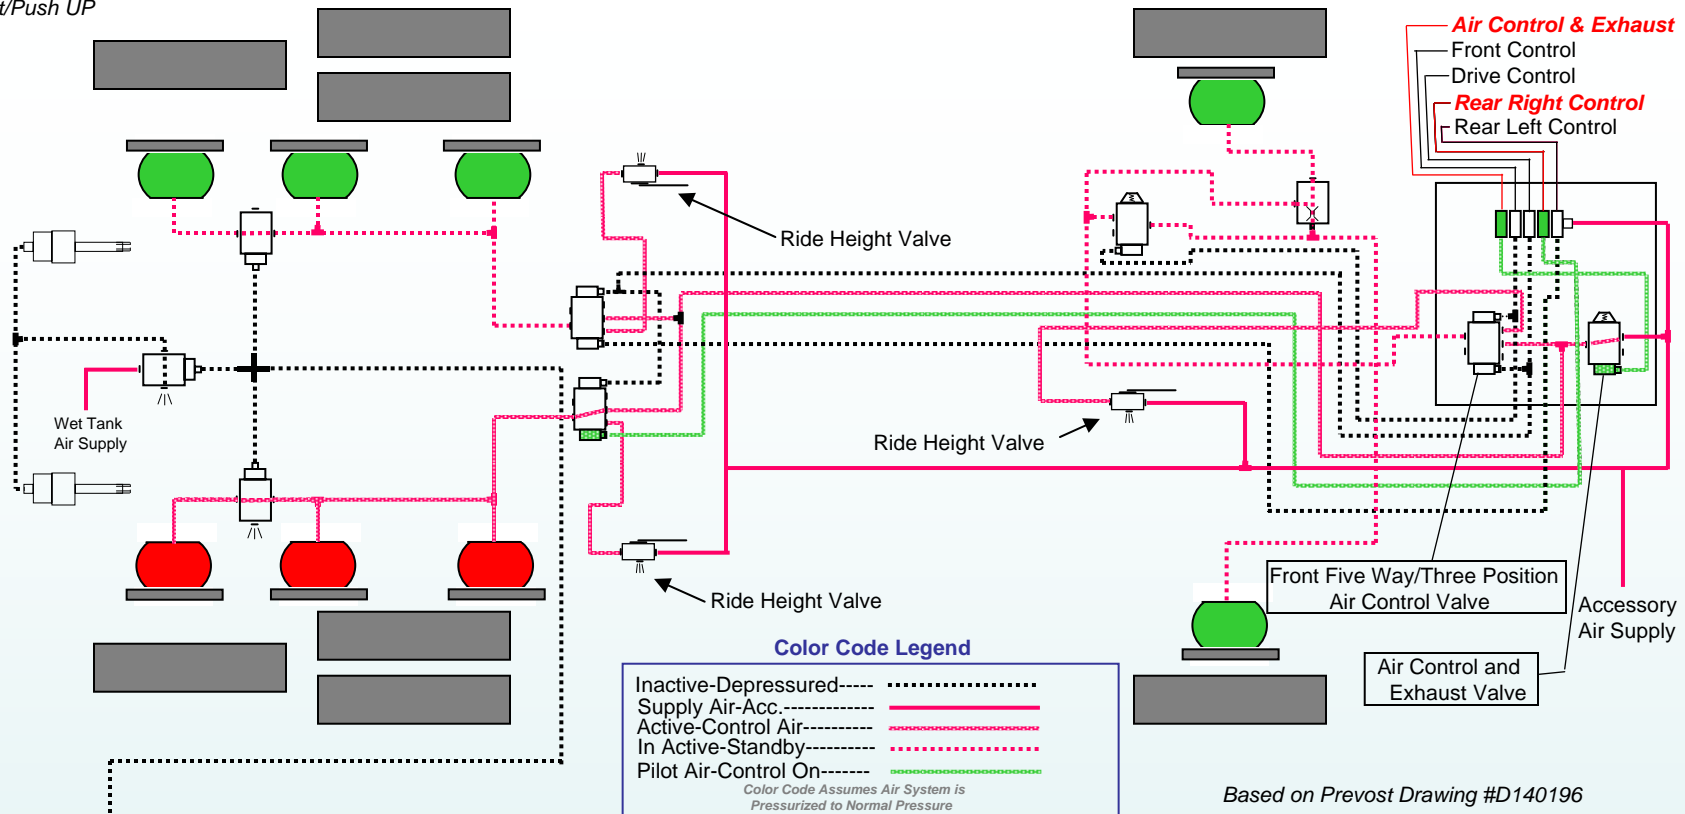 t/Push UP
Air Control & Exhaust
Front Control
Drive Control
Rear Right Control
Rear Left Control
Ride Height Valve
Wet Tank
Air Supply
Ride Height Valve
Ride Height Valve
Front Five Way/Three Position
Air Control Valve
Accessory
Air Supply
Air Control and
Exhaust Valve
Color Code Legend
Inactive-Depressured-----
Supply Air-Acc.-------------
Active-Control Air----------
In Active-Standby----------
Pilot Air-Control On-------
Color Code Assumes Air System is
Pressurized to Normal Pressure
Based on Prevost Drawing #D140196